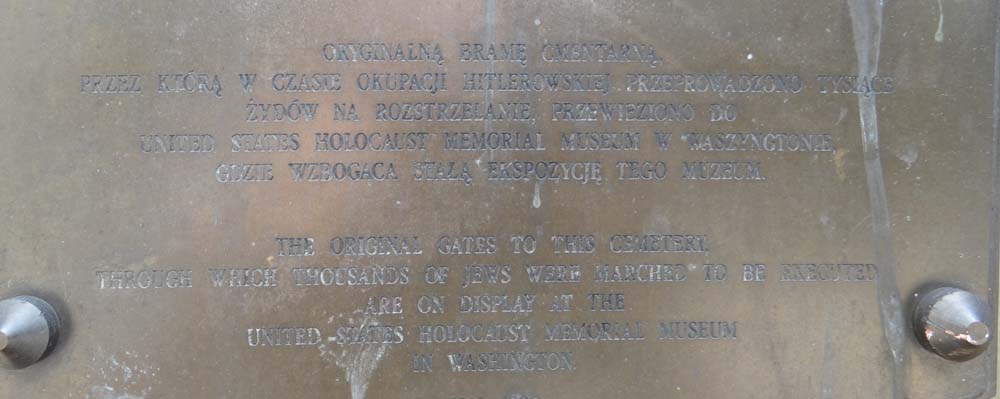 ORYGINALNĄ BRAMĘ CMENTARNĄ,
PRZEZ KTÓRĄ W CZASIE OKUPACJI HITLEROWSKIEJ PRZEPROWADZONO TYSIĄCE
ŻYDÓW NA ROZSTRZELANIE, PRZEWIEZIONO DO
UNITED STATES HOLOCAUST MEMORIAL MUSEUM W WASZYNGTONIE,
GDZIE WZBOGACA STAŁĄ EKSPOZYCJĘ TEGO MUZEUM.
THE ORIGINAL GATES TO THIS CEMETERY,
THROUGH WHICH THOUSANDS OF JEWS WERE MARCHED TO BE EXECUTED
ARE ON DISPLAY AT THE
UNITED STATES HOLOCAUST MEMORIAL MUSEUM
IN WASHINGTON.